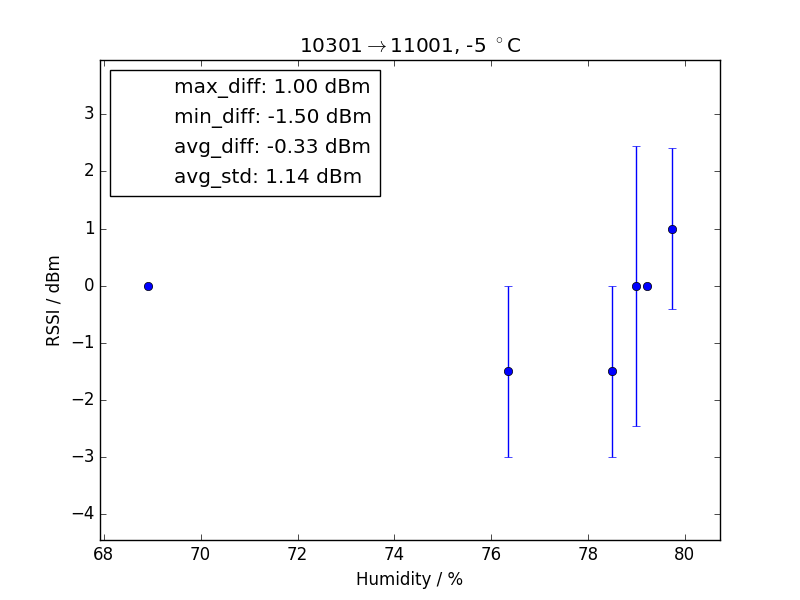 10301→11001, -5 °C
max_diff: 1.00 dBm
min_diff: -1.50 dBm
avg_diff: -0.33 dBm
avg_std: 1.14 dBm
RSSI / dBm
3
2
1
0
−1
−2
−3
−4
68 70 72 74 76 78 80
Humidity / %